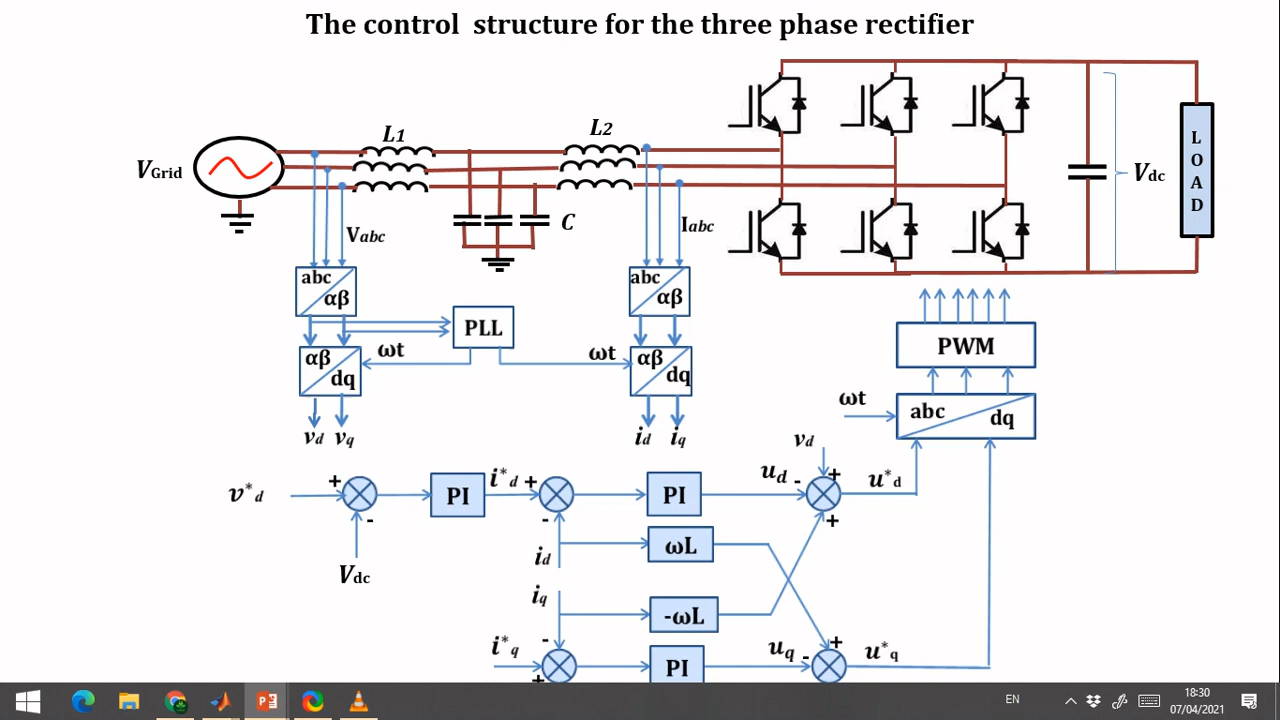 The control structure for the three phase rectifier
L1
L2
VGrid
C
Vabc
Iabc
Vdc
LOAD
abc
αβ
abc
αβ
PLL
PWM
αβ
dq
ωt
ωt
αβ
dq
ωt
abc
dq
vd vq
id iq
vd
v*d
+
-
PI
i*d
+
-
PI
ud
-
+
+
u*d
Vdc
id
ωL
iq
-ωL
i*q
-
+
PI
uq
-
+
u*q
EN
18:30
07/04/2021